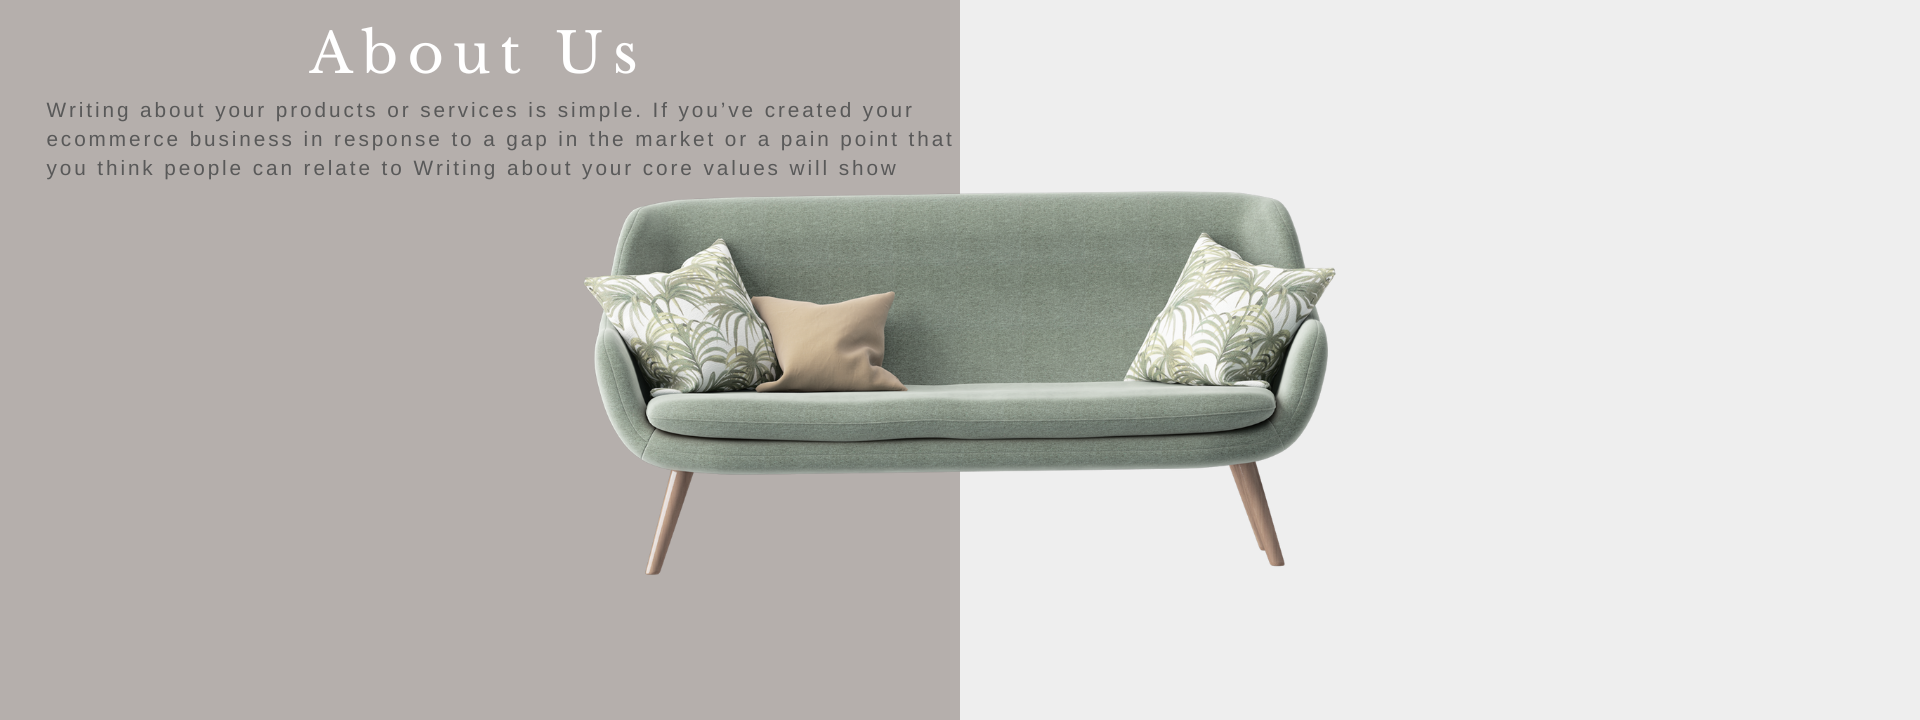 About Us
Writing about your products or services is simple. If you’ve created your
ecommerce business in response to a gap in the market or a pain point that
you think people can relate to Writing about your core values will show